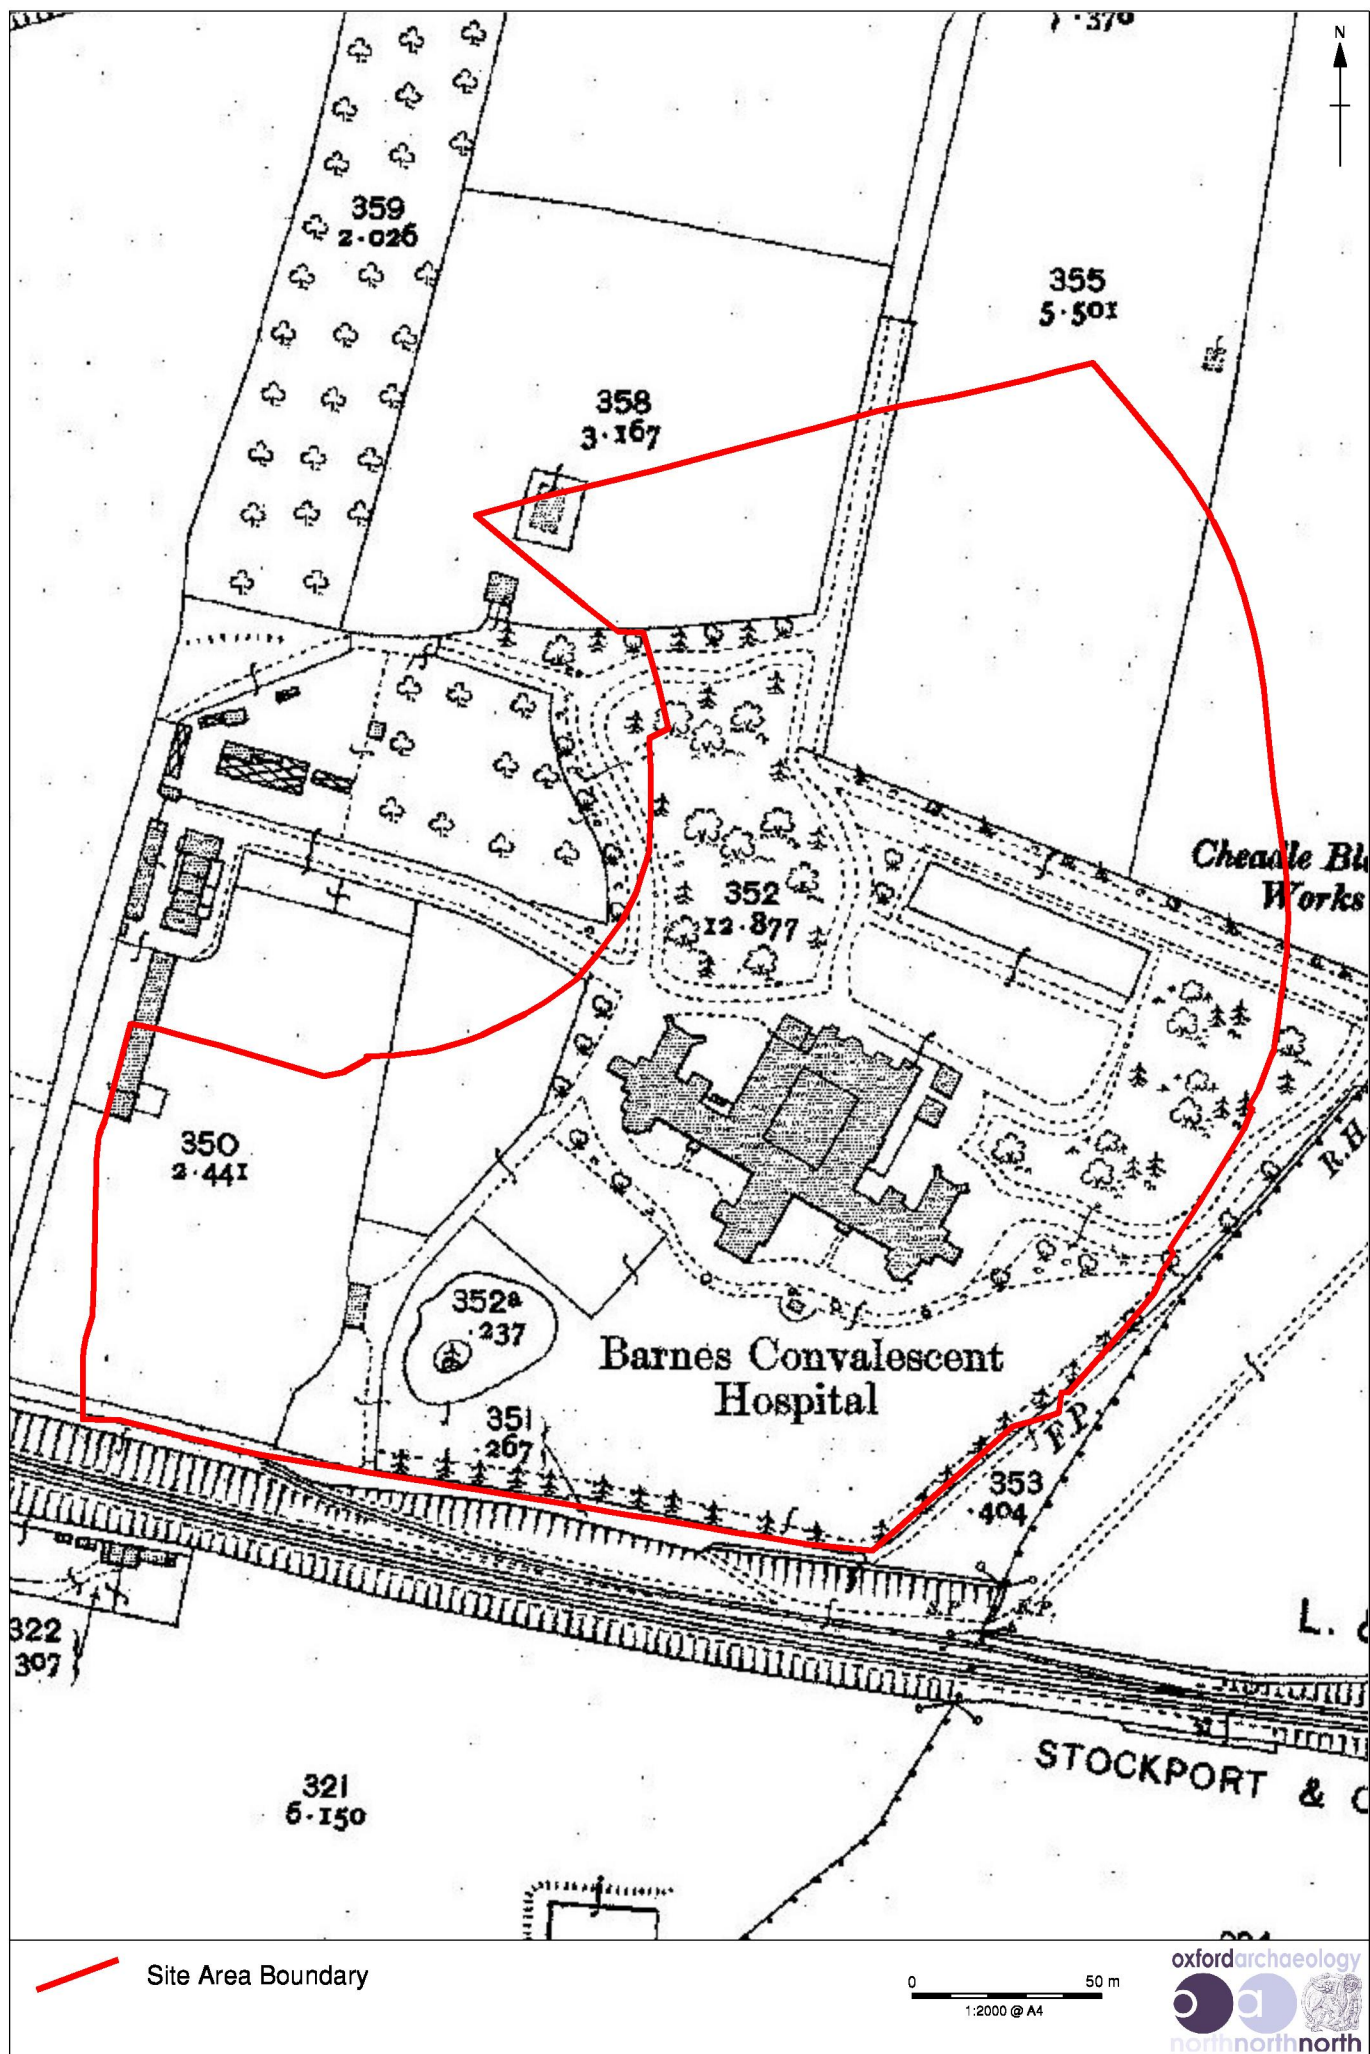 · 370
N
359
2·026
355
5·501
358
3·167
Cheadle Bl
Works
352
12·877
R.H.
350
2·441
352a
·237
Barnes Convalescent
Hospital
351
·267
F.P.
353
·404
S.P.
322
307
L. &
STOCKPORT & C
321
6·150
Site Area Boundary
0 50 m
1:2000 @ A4
oxfordarchaeology
oa
northnorthnorth